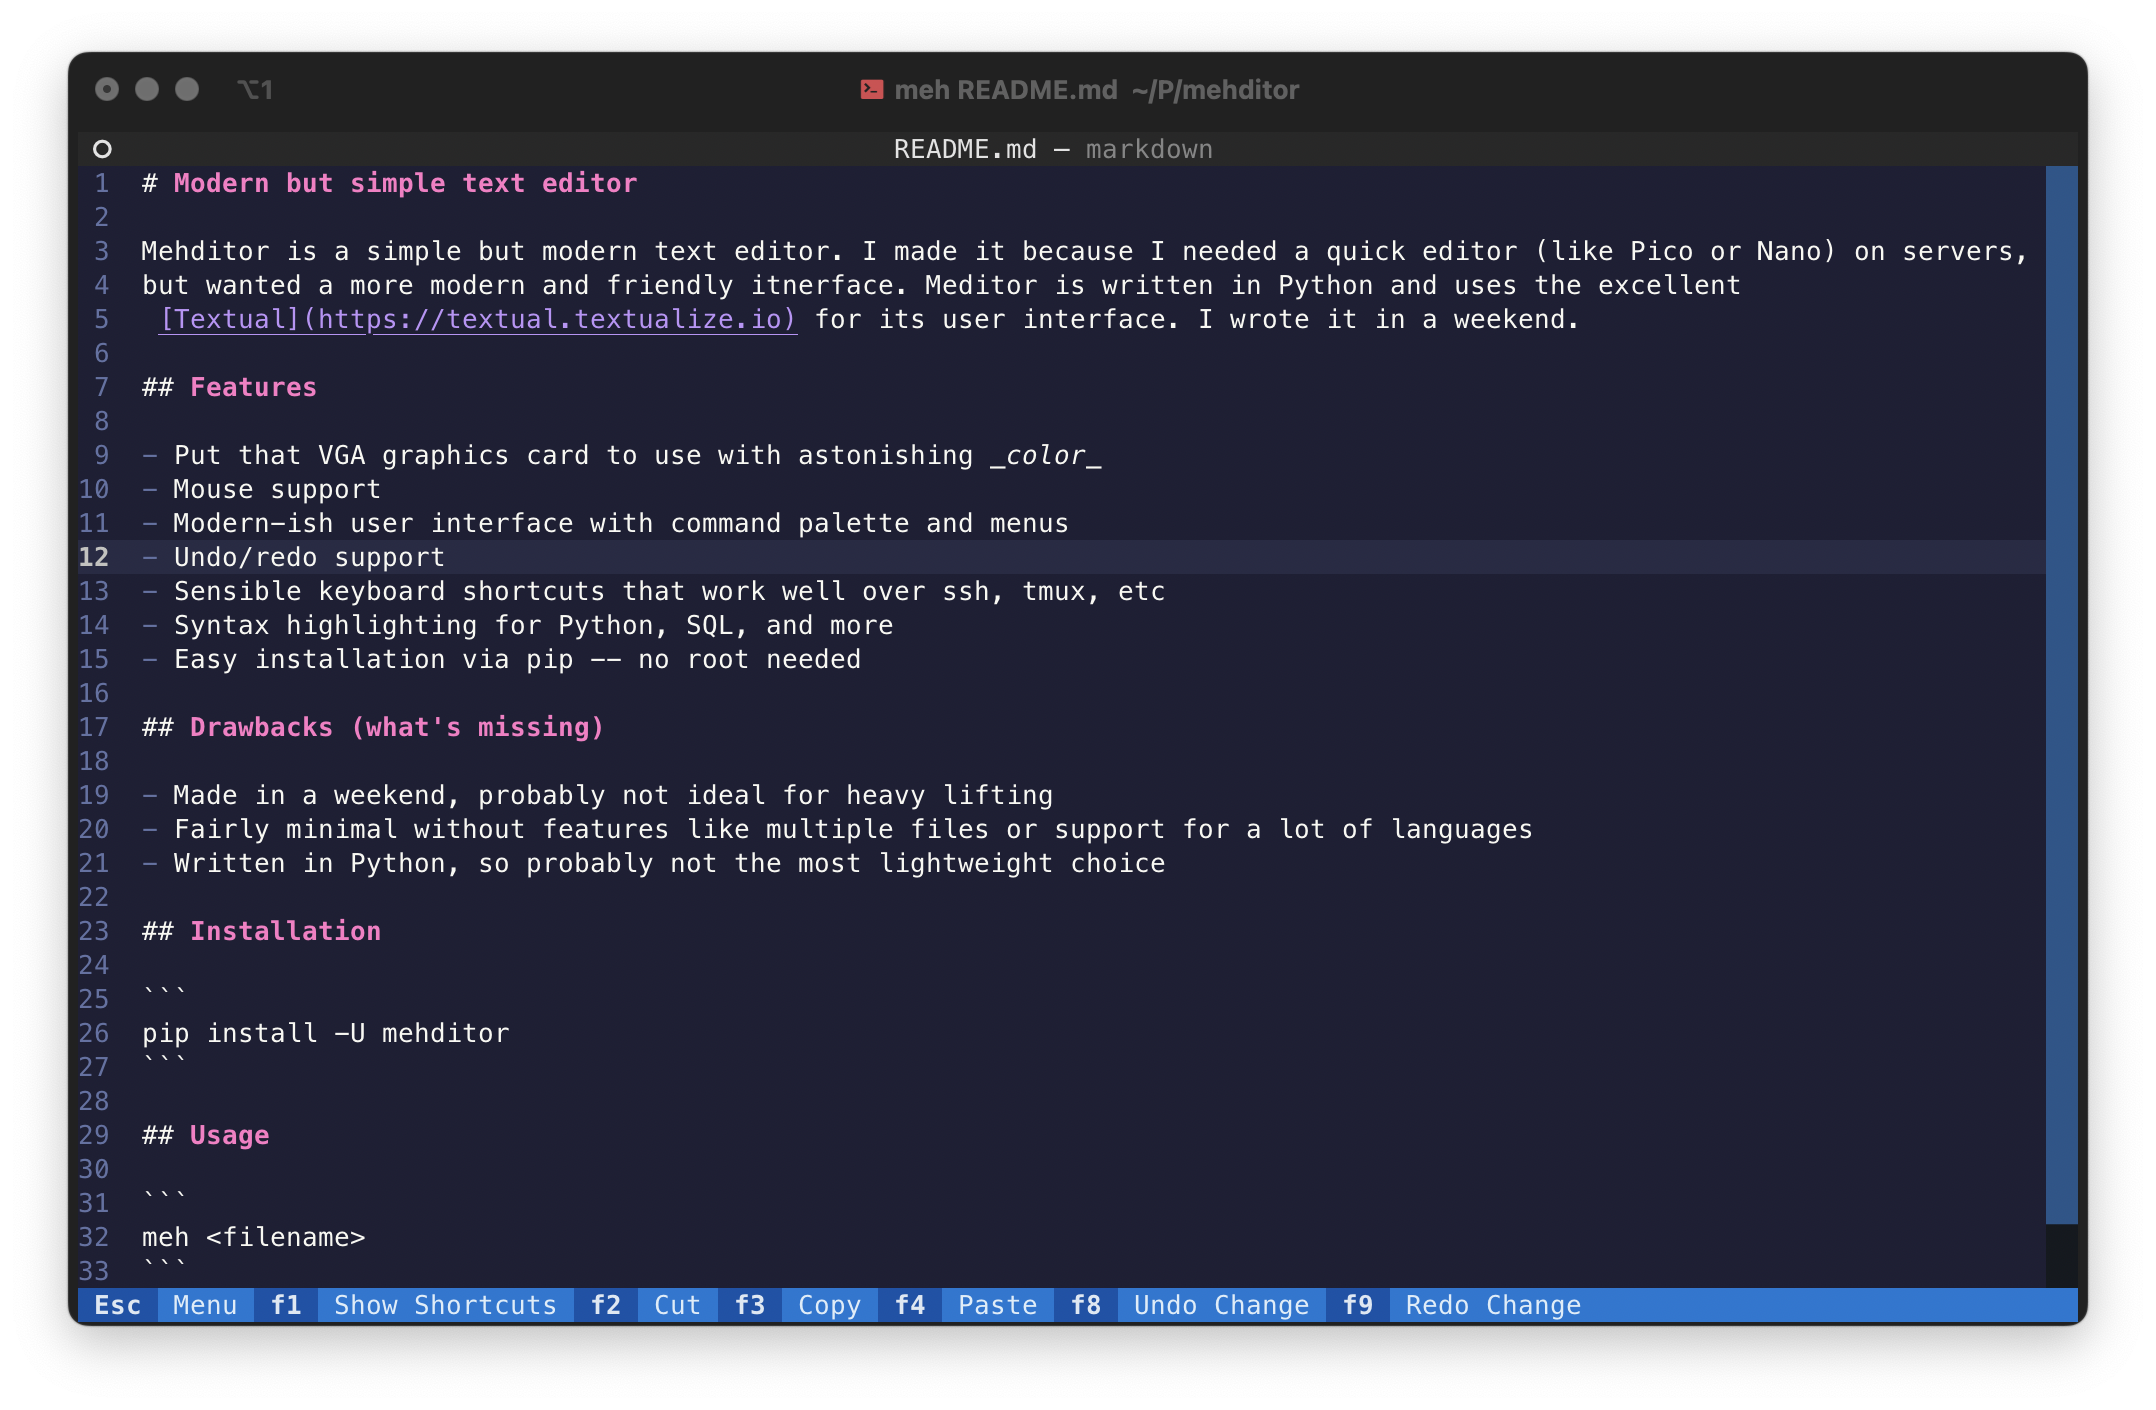 ⌥1
meh README.md ~/P/mehditor
README.md — markdown
1 # Modern but simple text editor
2
3 Mehditor is a simple but modern text editor. I made it because I needed a quick editor (like Pico or Nano) on servers,
4 but wanted a more modern and friendly itnerface. Meditor is written in Python and uses the excellent
5 [Textual](https://textual.textualize.io) for its user interface. I wrote it in a weekend.
6
7 ## Features
8
9 - Put that VGA graphics card to use with astonishing _color_
10 - Mouse support
11 - Modern-ish user interface with command palette and menus
12 - Undo/redo support
13 - Sensible keyboard shortcuts that work well over ssh, tmux, etc
14 - Syntax highlighting for Python, SQL, and more
15 - Easy installation via pip -- no root needed
16
17 ## Drawbacks (what's missing)
18
19 - Made in a weekend, probably not ideal for heavy lifting
20 - Fairly minimal without features like multiple files or support for a lot of languages
21 - Written in Python, so probably not the most lightweight choice
22
23 ## Installation
24
25 ```
26 pip install -U mehditor
27 ```
28
29 ## Usage
30
31 ```
32 meh <filename>
33 ```
Esc Menu f1 Show Shortcuts f2 Cut f3 Copy f4 Paste f8 Undo Change f9 Redo Change